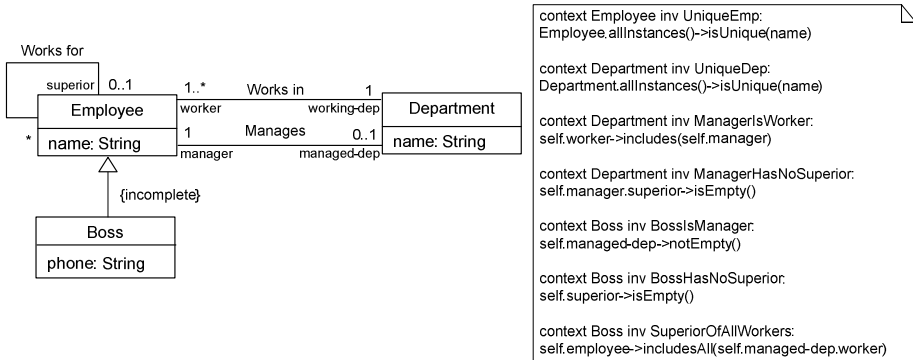 Works for
superior
0..1
Employee
*
name: String
1..*
Works in
1
worker
working-dep
1
Manages
0..1
manager
managed-dep
Department
name: String
{incomplete}
Boss
phone: String
context Employee inv UniqueEmp:
Employee.allInstances()->isUnique(name)
context Department inv UniqueDep:
Department.allInstances()->isUnique(name)
context Department inv ManagerIsWorker:
self.worker->includes(self.manager)
context Department inv ManagerHasNoSuperior:
self.manager.superior->isEmpty()
context Boss inv BossIsManager:
self.managed-dep->notEmpty()
context Boss inv BossHasNoSuperior:
self.superior->isEmpty()
context Boss inv SuperiorOfAllWorkers:
self.employee->includesAll(self.managed-dep.worker)